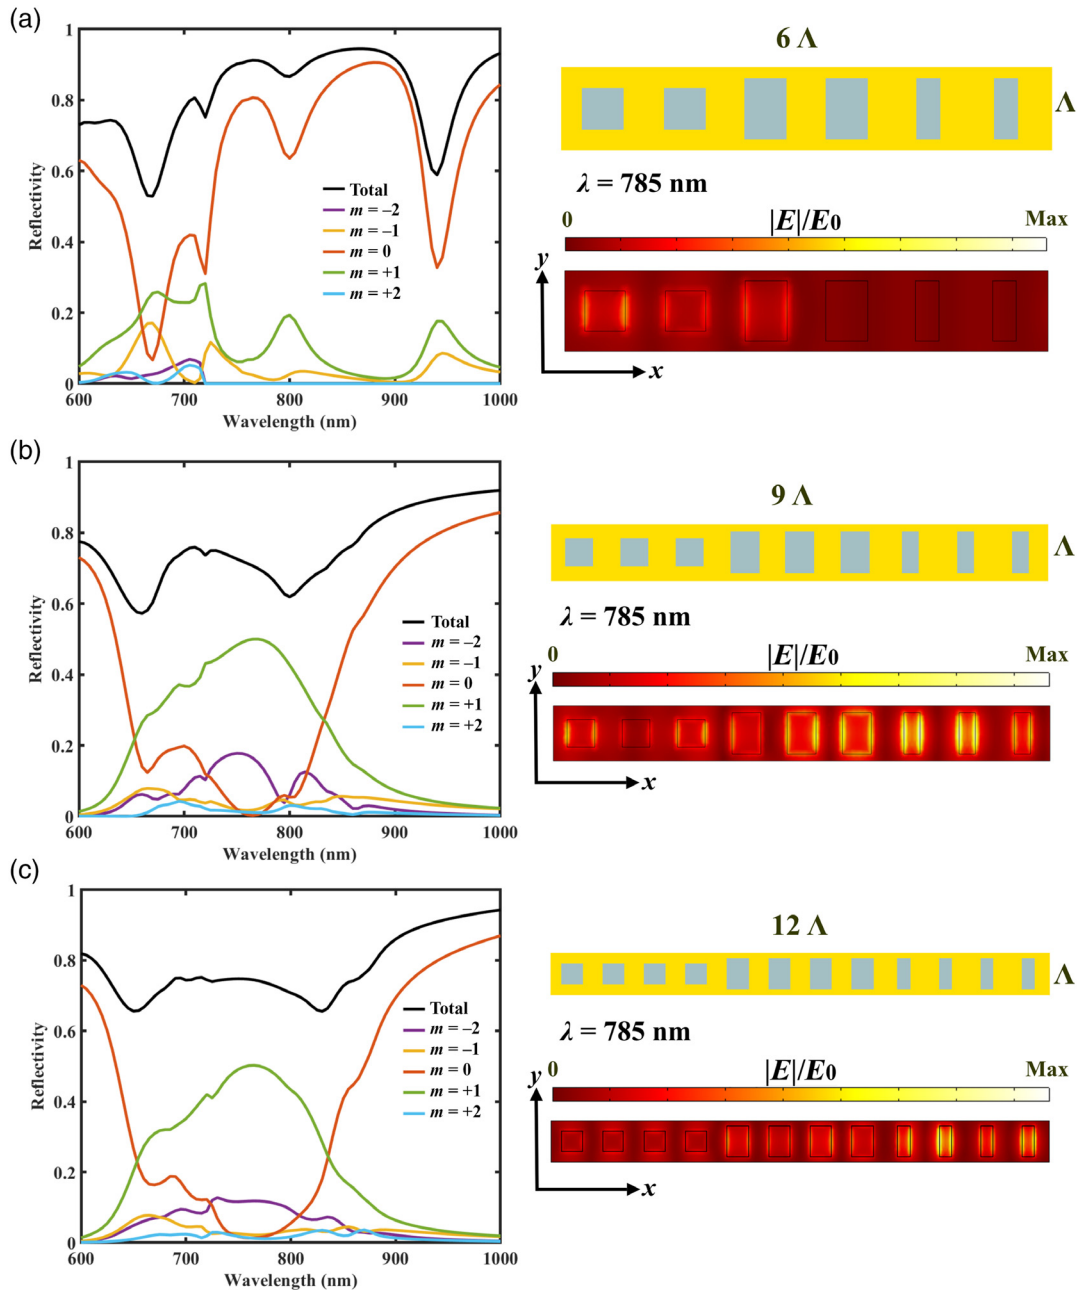 (a)
1
0.8
0.6
0.4
0.2
0
600 700 800 900 1000
Reflectivity
Wavelength (nm)
Total
m = –2
m = –1
m = 0
m = +1
m = +2
6 Λ
Λ
λ = 785 nm
0 |E|/E0 Max
y
x
(b)
1
0.8
0.6
0.4
0.2
0
600 700 800 900 1000
Reflectivity
Wavelength (nm)
Total
m = –2
m = –1
m = 0
m = +1
m = +2
9 Λ
Λ
λ = 785 nm
0 |E|/E0 Max
y
x
(c)
1
0.8
0.6
0.4
0.2
0
600 700 800 900 1000
Reflectivity
Wavelength (nm)
Total
m = –2
m = –1
m = 0
m = +1
m = +2
12 Λ
Λ
λ = 785 nm
0 |E|/E0 Max
y
x